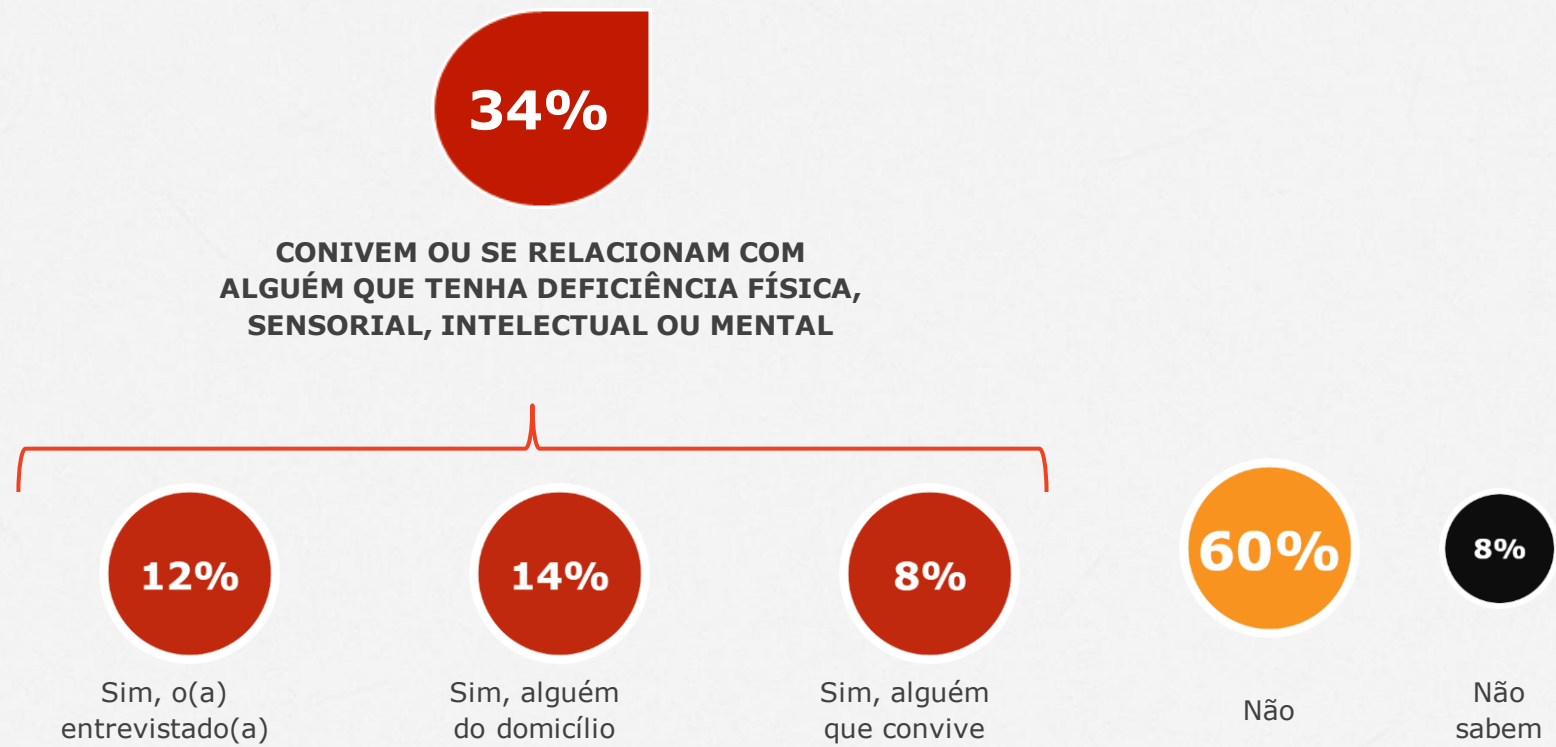 34%
CONIVEM OU SE RELACIONAM COM
ALGUÉM QUE TENHA DEFICIÊNCIA FÍSICA,
SENSORIAL, INTELECTUAL OU MENTAL
12%
Sim, o(a)
entrevistado(a)
14%
Sim, alguém
do domicílio
8%
Sim, alguém
que convive
60%
Não
8%
Não
sabem